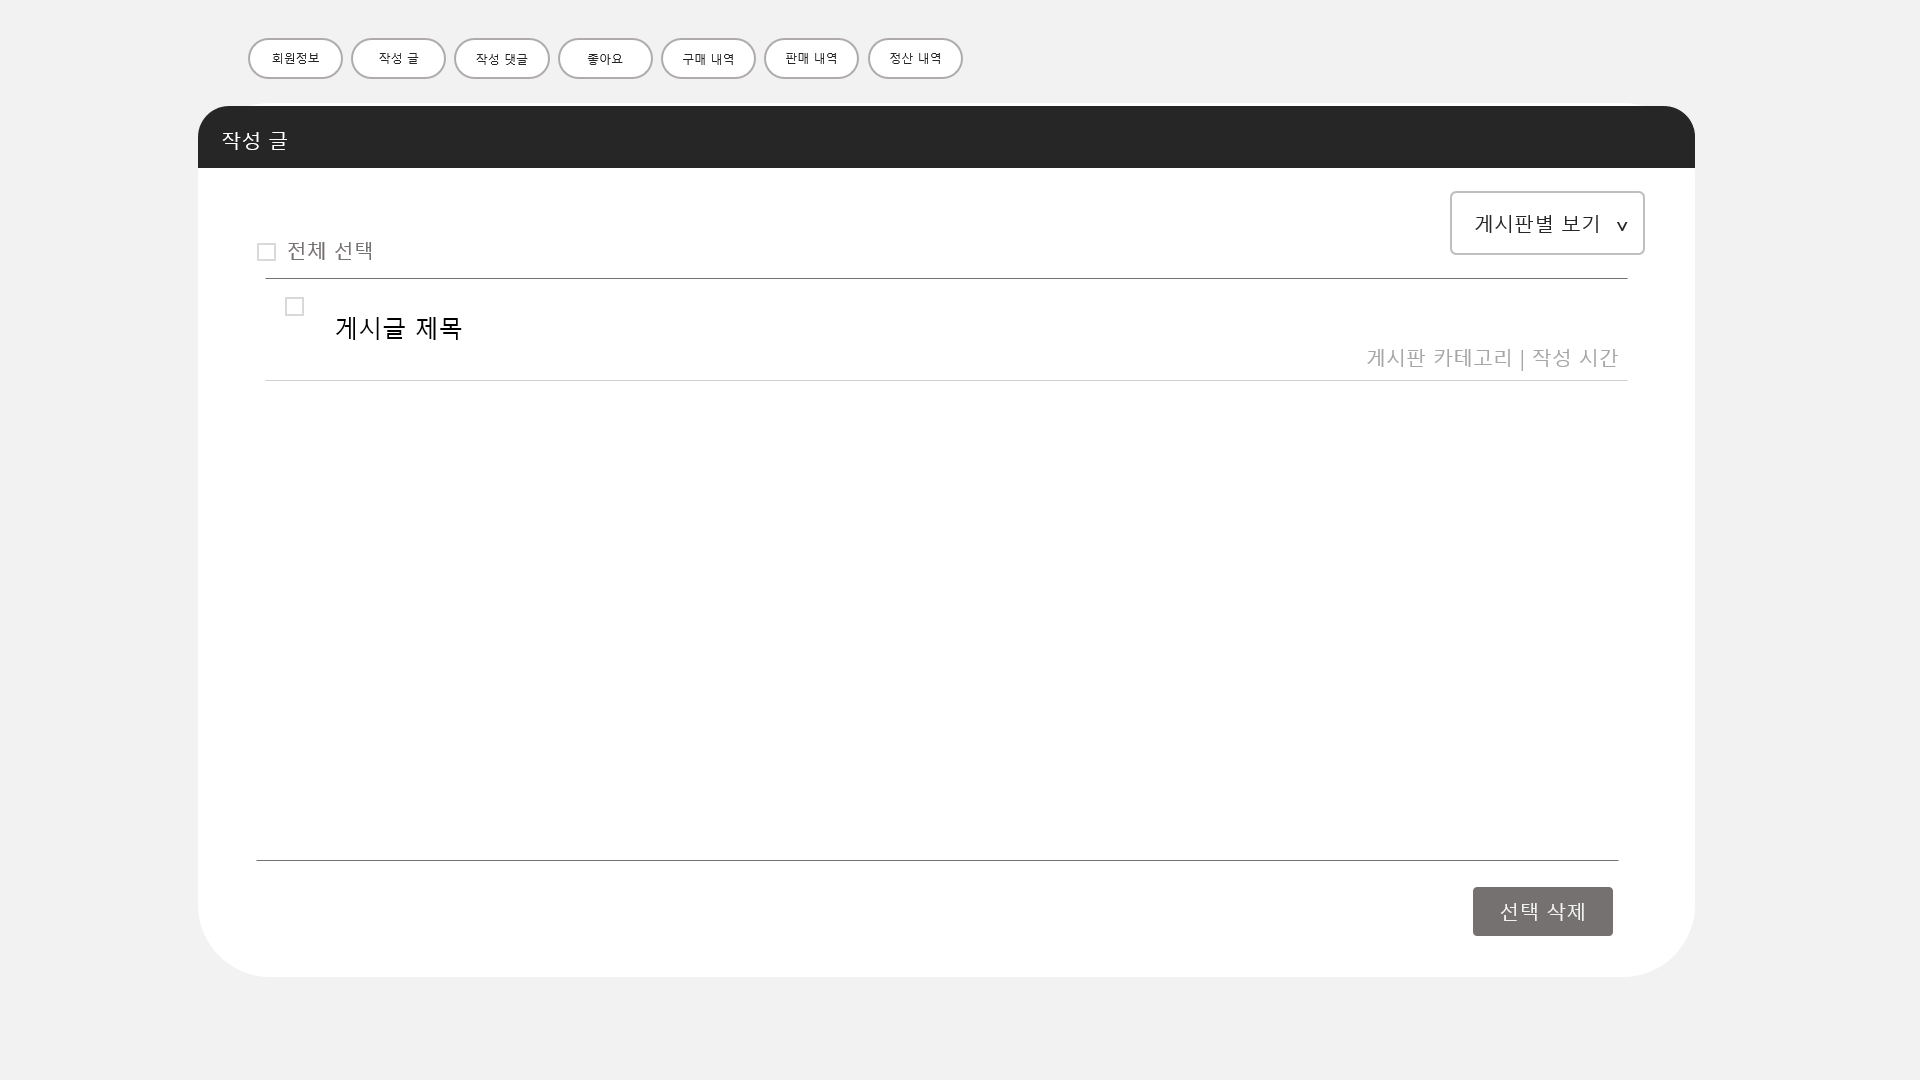 회원정보 작성 글 작성 댓글 좋아요 구매 내역 판매 내역 정산 내역
작성 글
게시판별 보기 v
전체 선택
게시글 제목
게시판 카테고리 | 작성 시간
선택 삭제